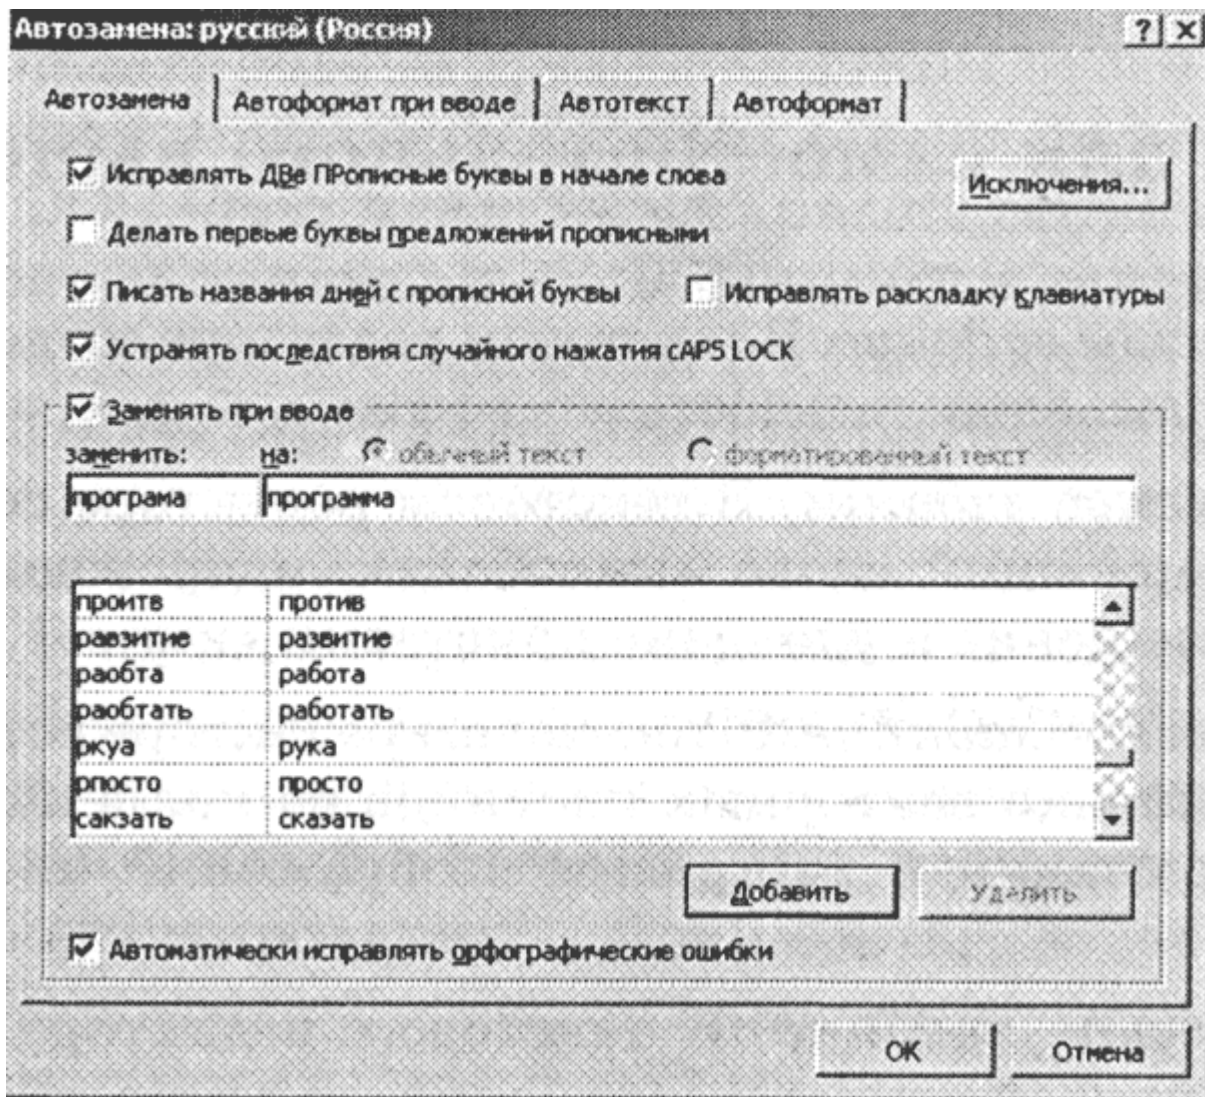 Автозамена: русский (Россия)
Автозамена Автоформат при вводе Автотекст Автоформат
Исправлять ДВе ПРописные буквы в начале слова Исключения...
Делать первые буквы предложений прописными
Писать названия дней с прописной буквы Исправлять раскладку клавиатуры
Устранять последствия случайного нажатия cAPS LOCK
Заменять при вводе
заменить: на: обычный текст форматированный текст
програма программа
проитв против
равзитие развитие
раобта работа
раобтать работать
ркуа рука
рпосто просто
сакзать сказать
Добавить Удалить
Автоматически исправлять орфографические ошибки
ОК Отмена